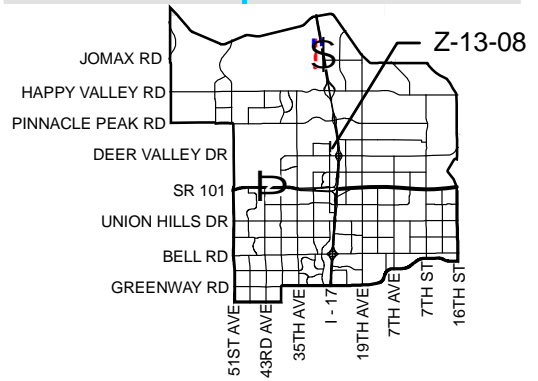 Z-13-08
JOMAX RD
HAPPY VALLEY RD
PINNACLE PEAK RD
DEER VALLEY DR
SR 101
UNION HILLS DR
BELL RD
GREENWAY RD
51ST AVE
43RD AVE
35TH AVE
I - 17
19TH AVE
7TH AVE
7TH ST
16TH ST